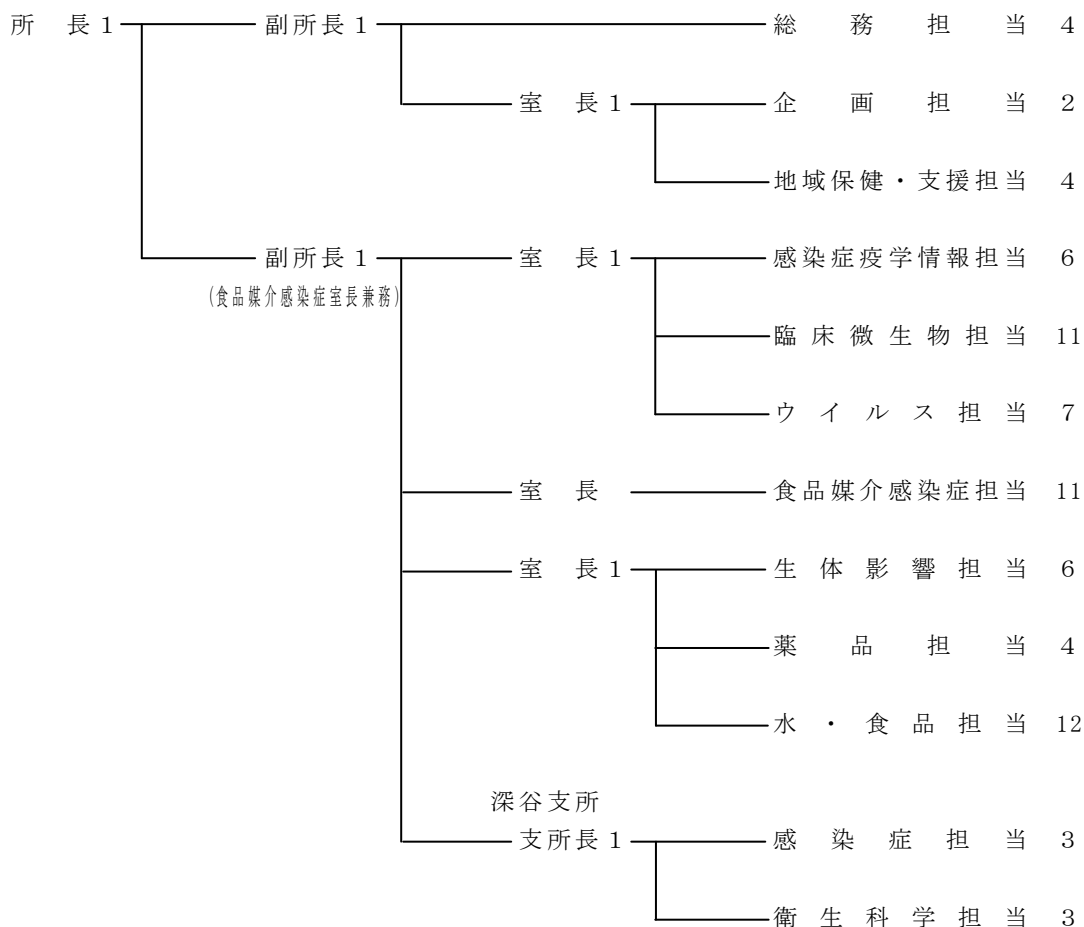 所長1 副所長1 総務担当 4
室長1 企画担当 2
地域保健・支援担当 4
副所長1 室長1 感染症疫学情報担当 6
(食品媒介感染症室長兼務)
臨床微生物担当 11
ウイルス担当 7
室長 食品媒介感染症担当 11
室長1 生体影響担当 6
薬品担当 4
水・食品担当 12
深谷支所
支所長1 感染症担当 3
衛生科学担当 3